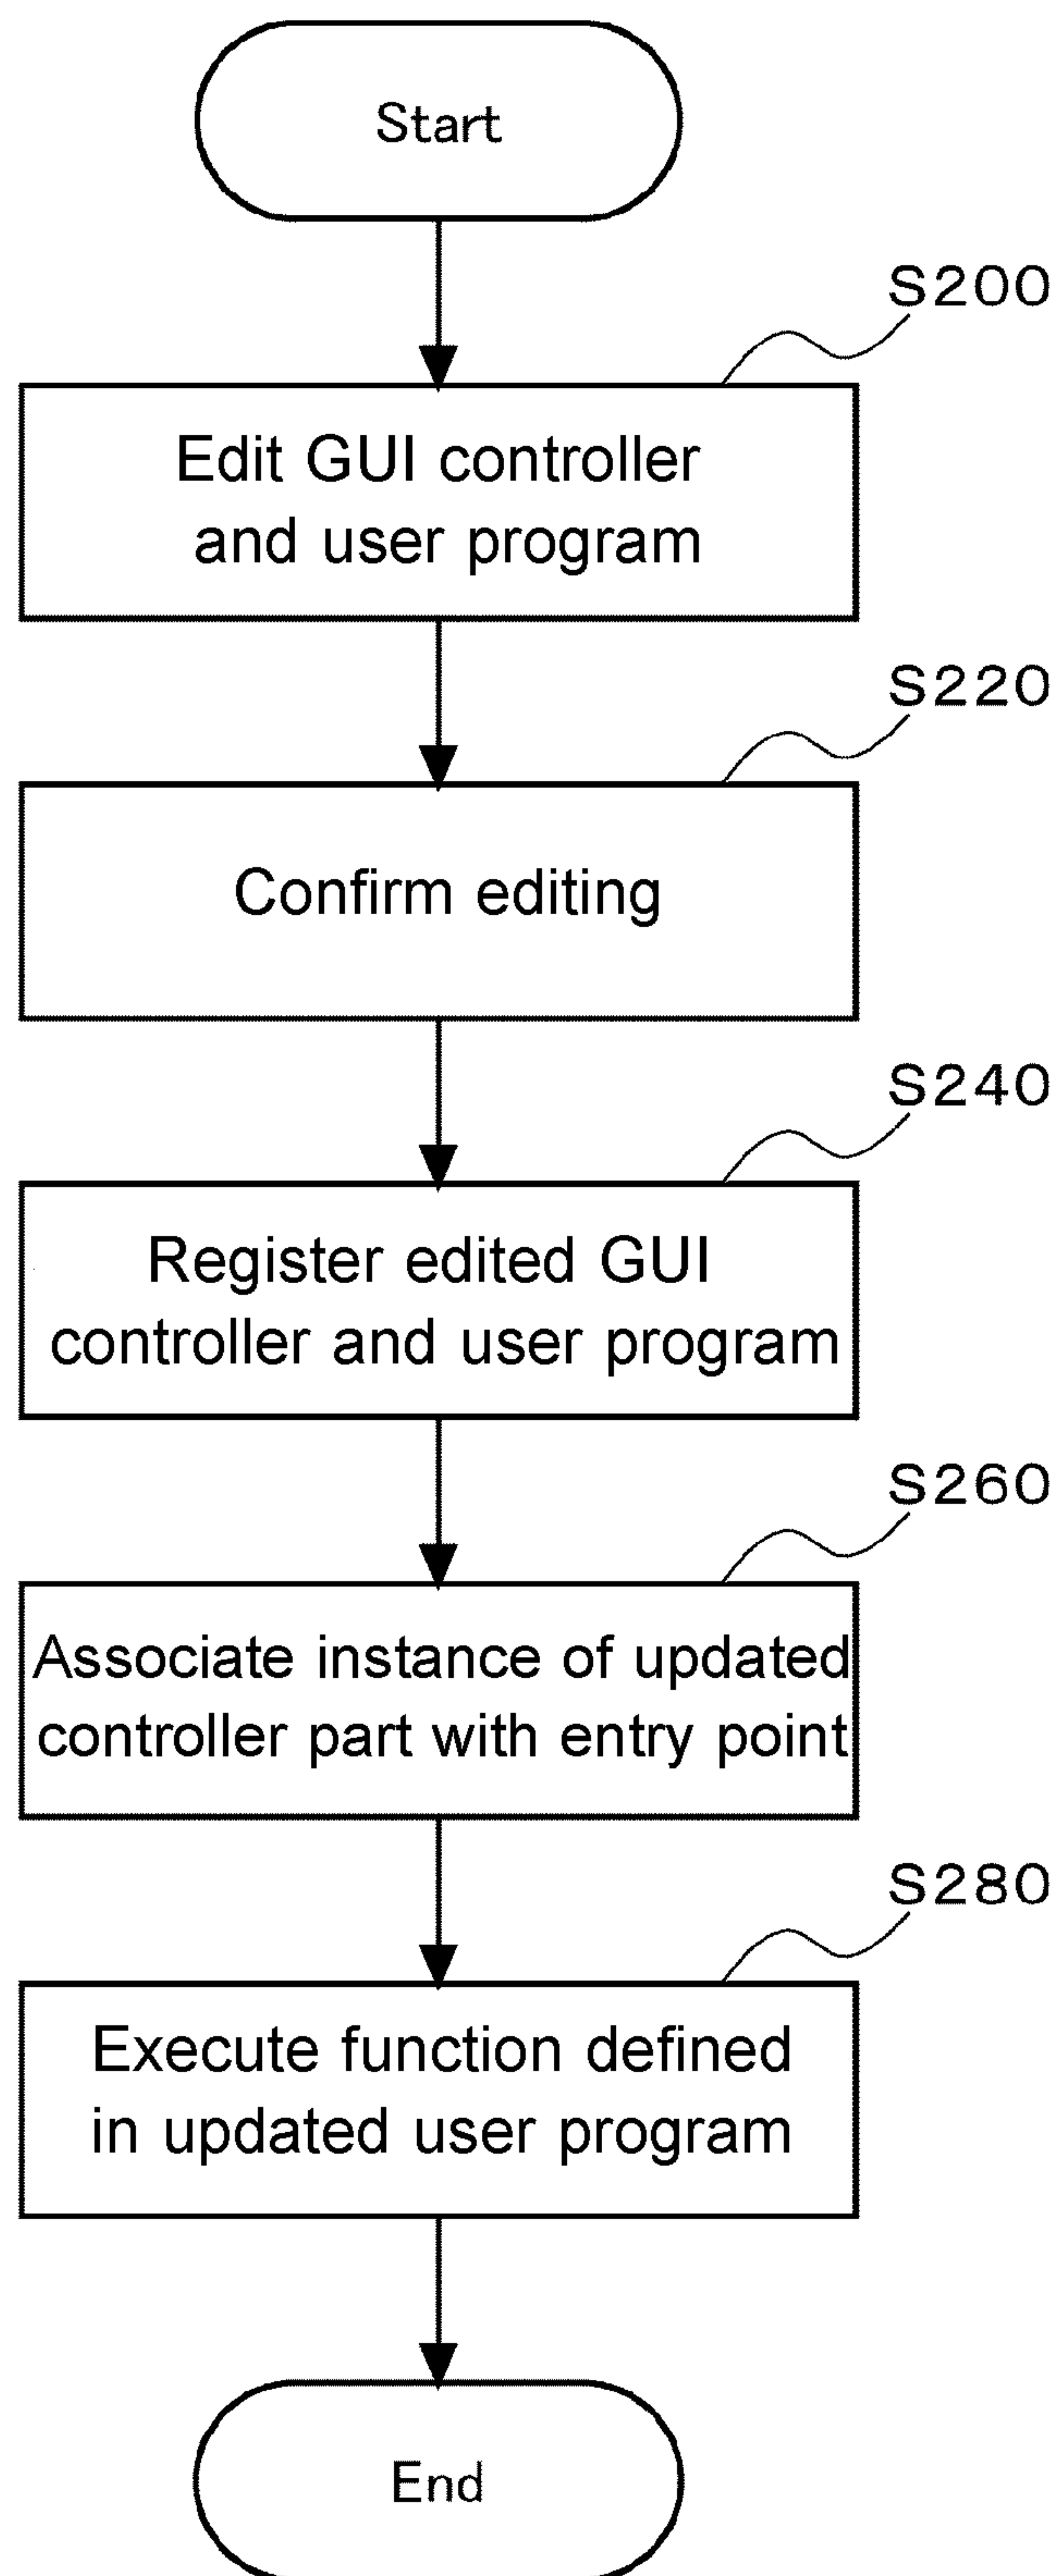 Start
S200
Edit GUI controller
and user program
S220
Confirm editing
S240
Register edited GUI
controller and user program
S260
Associate instance of updated
controller part with entry point
S280
Execute function defined
in updated user program
End